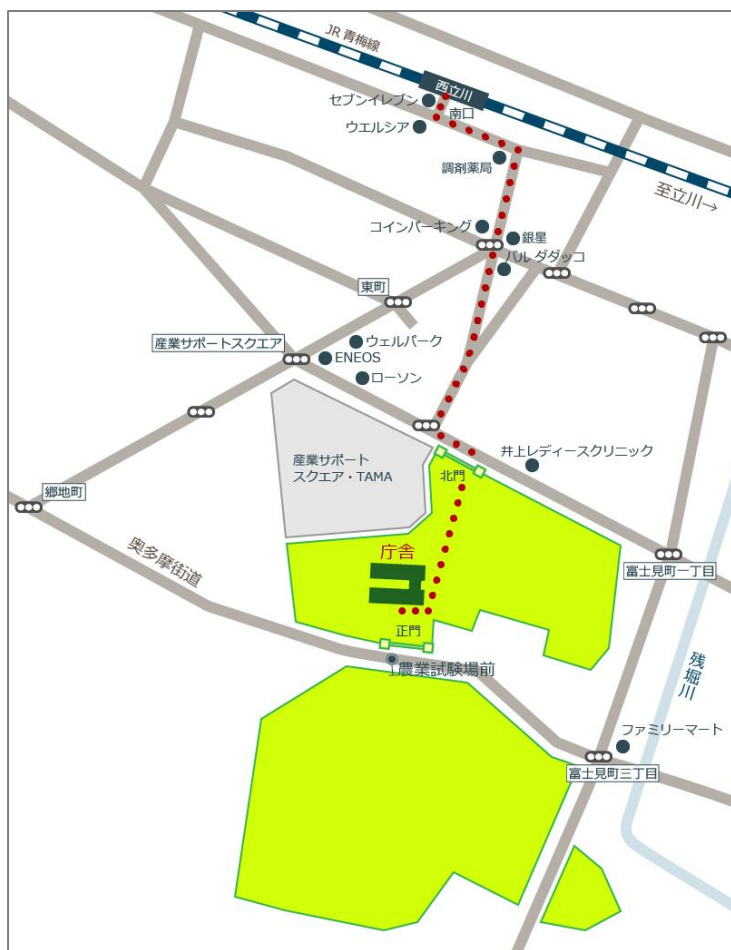 JR 青梅線
西立川
セブンイレブン
南口
ウエルシア
調剤薬局
至立川→
コインパーキング
銀星
バル ダダッコ
東町
産業サポートスクエア
ウェルパーク
ENEOS
ローソン
産業サポート
スクエア・TAMA
井上レディースクリニック
北門
郷地町
奥多摩街道
庁舎
富士見町一丁目
正門
農業試験場前
残堀川
ファミリーマート
富士見町三丁目